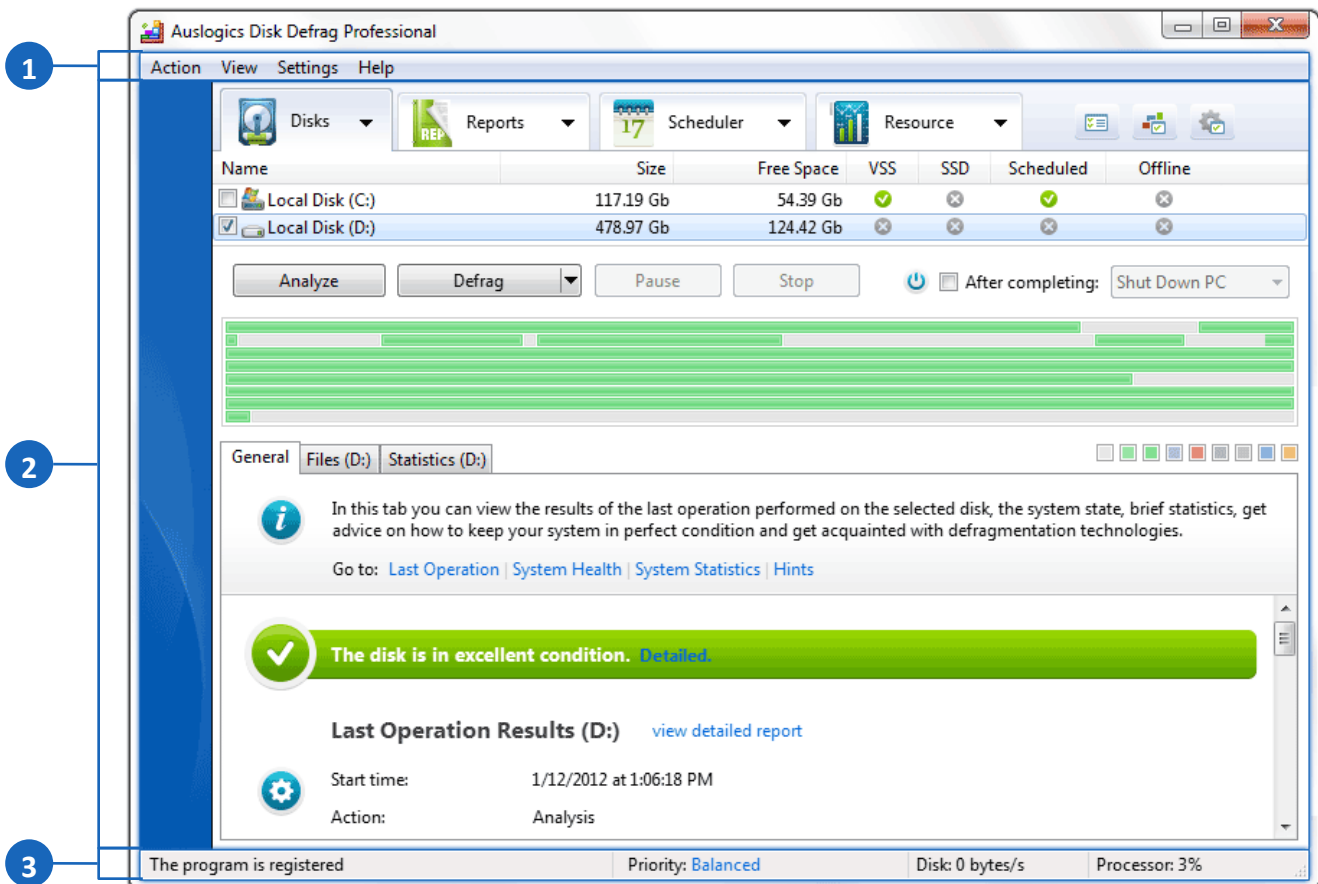 Auslogics Disk Defrag Professional
1
Action View Settings Help
Disks REP Reports 17 Scheduler Resource
Name Size Free Space VSS SSD Scheduled Offline
Local Disk (C:) 117.19 Gb 54.39 Gb
Local Disk (D:) 478.97 Gb 124.42 Gb
Analyze Defrag Pause Stop After completing: Shut Down PC
2
General Files (D:) Statistics (D:)
In this tab you can view the results of the last operation performed on the selected disk, the system state, brief statistics, get
advice on how to keep your system in perfect condition and get acquainted with defragmentation technologies.
Go to: Last Operation | System Health | System Statistics | Hints
The disk is in excellent condition. Detailed.
Last Operation Results (D:) view detailed report
Start time: 1/12/2012 at 1:06:18 PM
Action: Analysis
3
The program is registered Priority: Balanced Disk: 0 bytes/s Processor: 3%